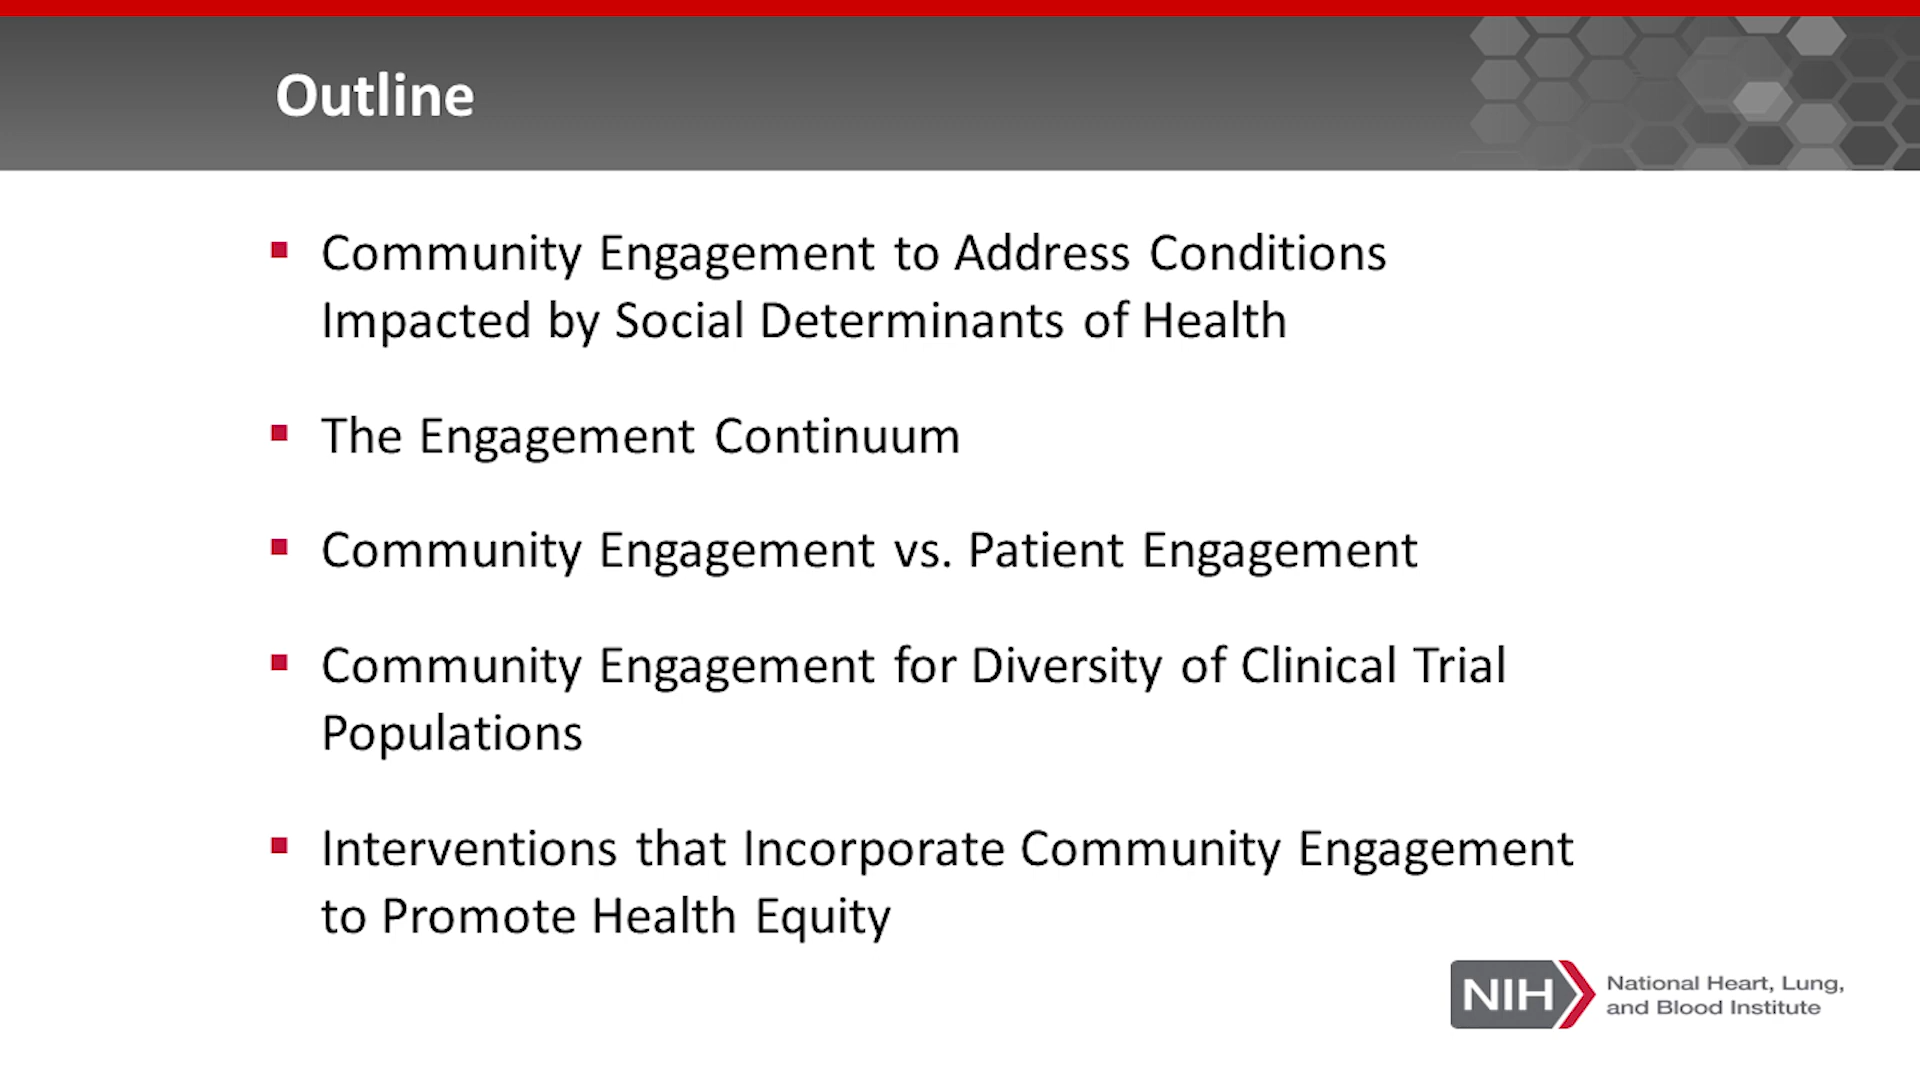 Outline
Community Engagement to Address Conditions
Impacted by Social Determinants of Health
The Engagement Continuum
Community Engagement vs. Patient Engagement
Community Engagement for Diversity of Clinical Trial
Populations
Interventions that Incorporate Community Engagement
to Promote Health Equity
NIH
National Heart, Lung,
and Blood Institute